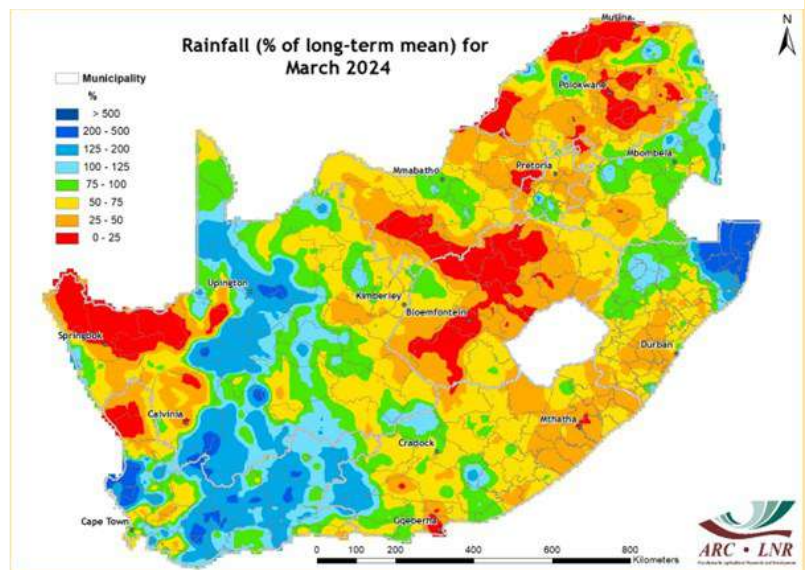 Rainfall (% of long-term mean) for
March 2024
N
Municipality
%
> 500
200 - 500
125 - 200
100 - 125
75 - 100
50 - 75
25 - 50
0 - 25
Musina
Polokwane
Mbombela
Pretoria
Mmabatho
Upington
Kimberley
Bloemfontein
Springbok
Durban
Calvinia
Mthatha
Cradock
Cape Town
Gqeberha
0 100 200 400 600 800
Kilometers
ARC • LNR